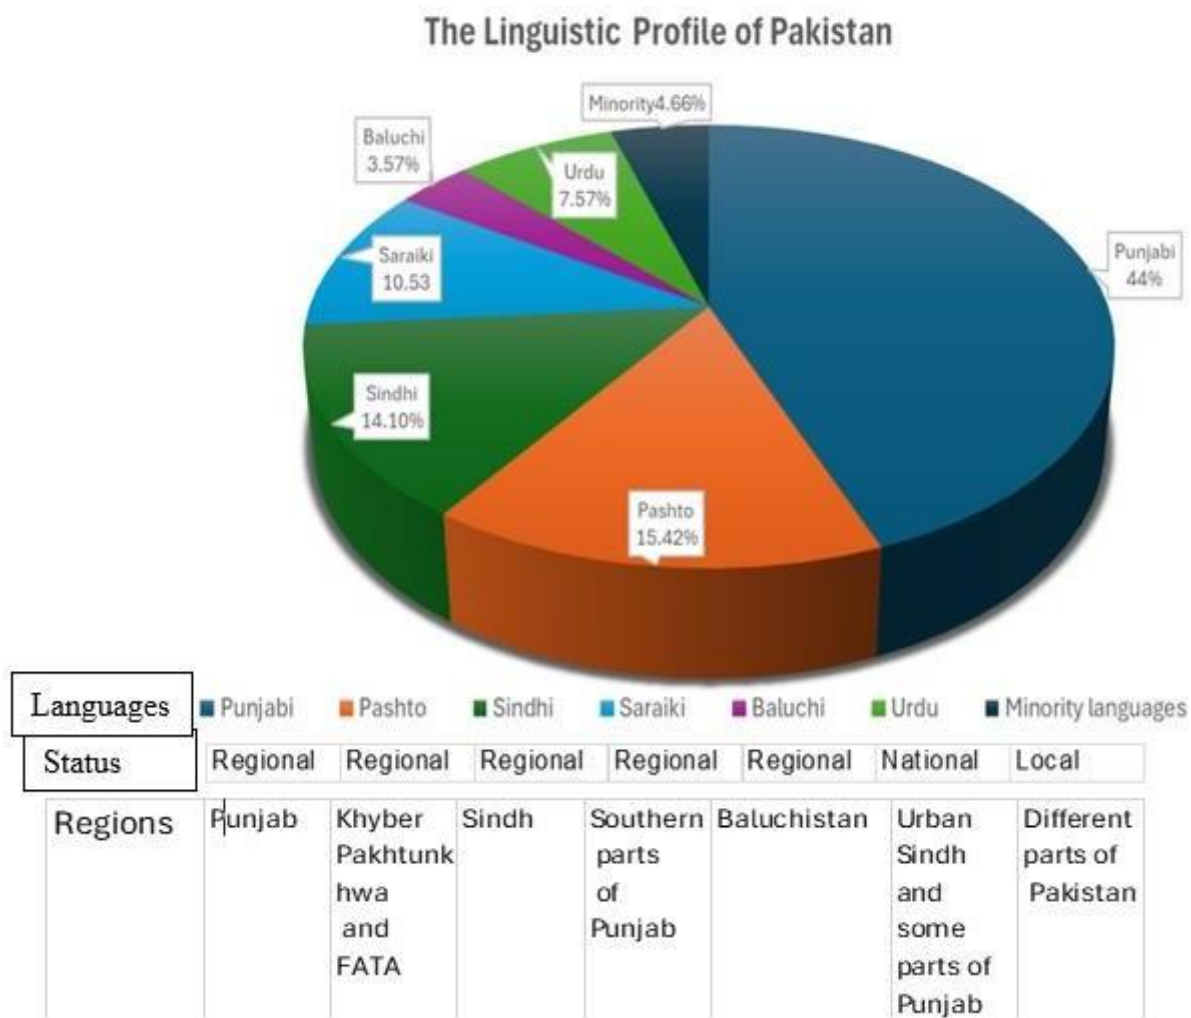 The Linguistic Profile of Pakistan
Minority4.66%
Baluchi
3.57%
Urdu
7.57%
Saraiki
10.53
Punjabi
44%
Sindhi
14.10%
Pashto
15.42%
Languages Punjabi Pashto Sindhi Saraiki Baluchi Urdu Minority languages
Status Regional Regional Regional Regional Regional National Local
Regions Punjab Khyber Sindh Southern Baluchistan Urban Different
Pakhtunk parts Sindh parts of
hwa of and Pakistan
and Punjab some
FATA parts of
Punjab